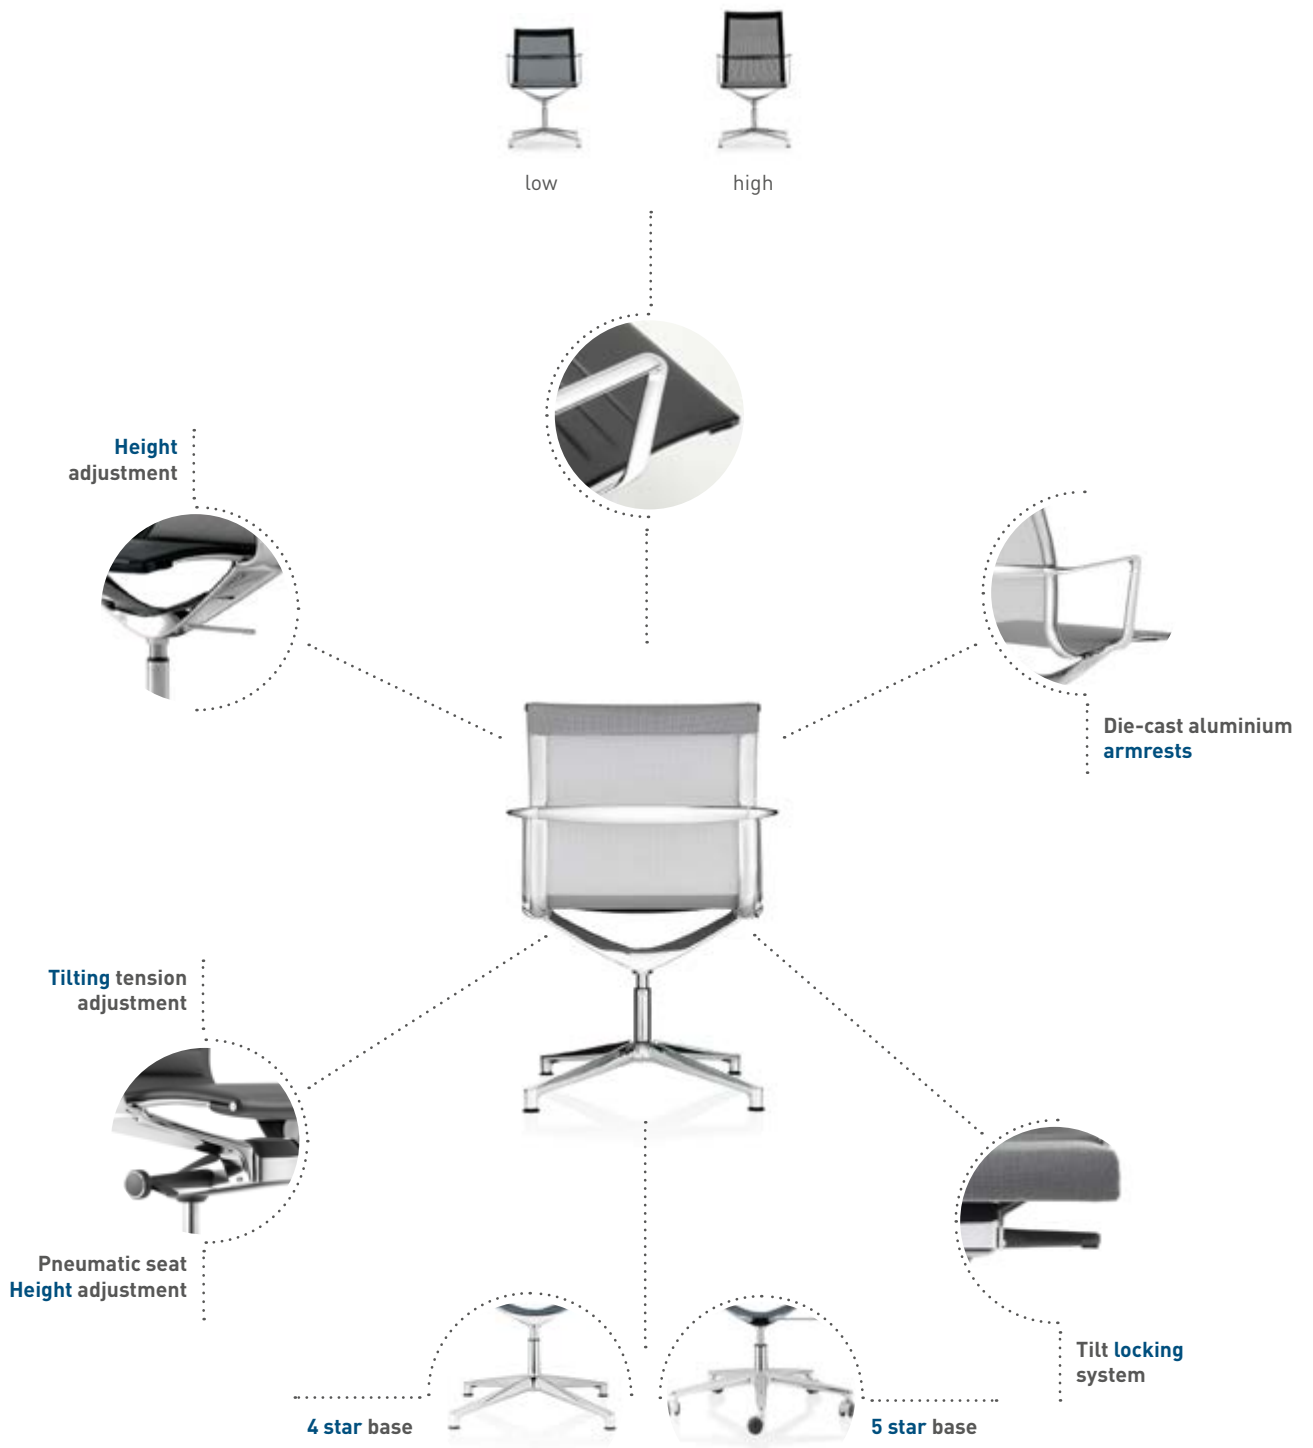 low
high
Height
adjustment
Die-cast aluminium
armrests
Tilting tension
adjustment
Pneumatic seat
Height adjustment
Tilt locking
system
4 star base
5 star base